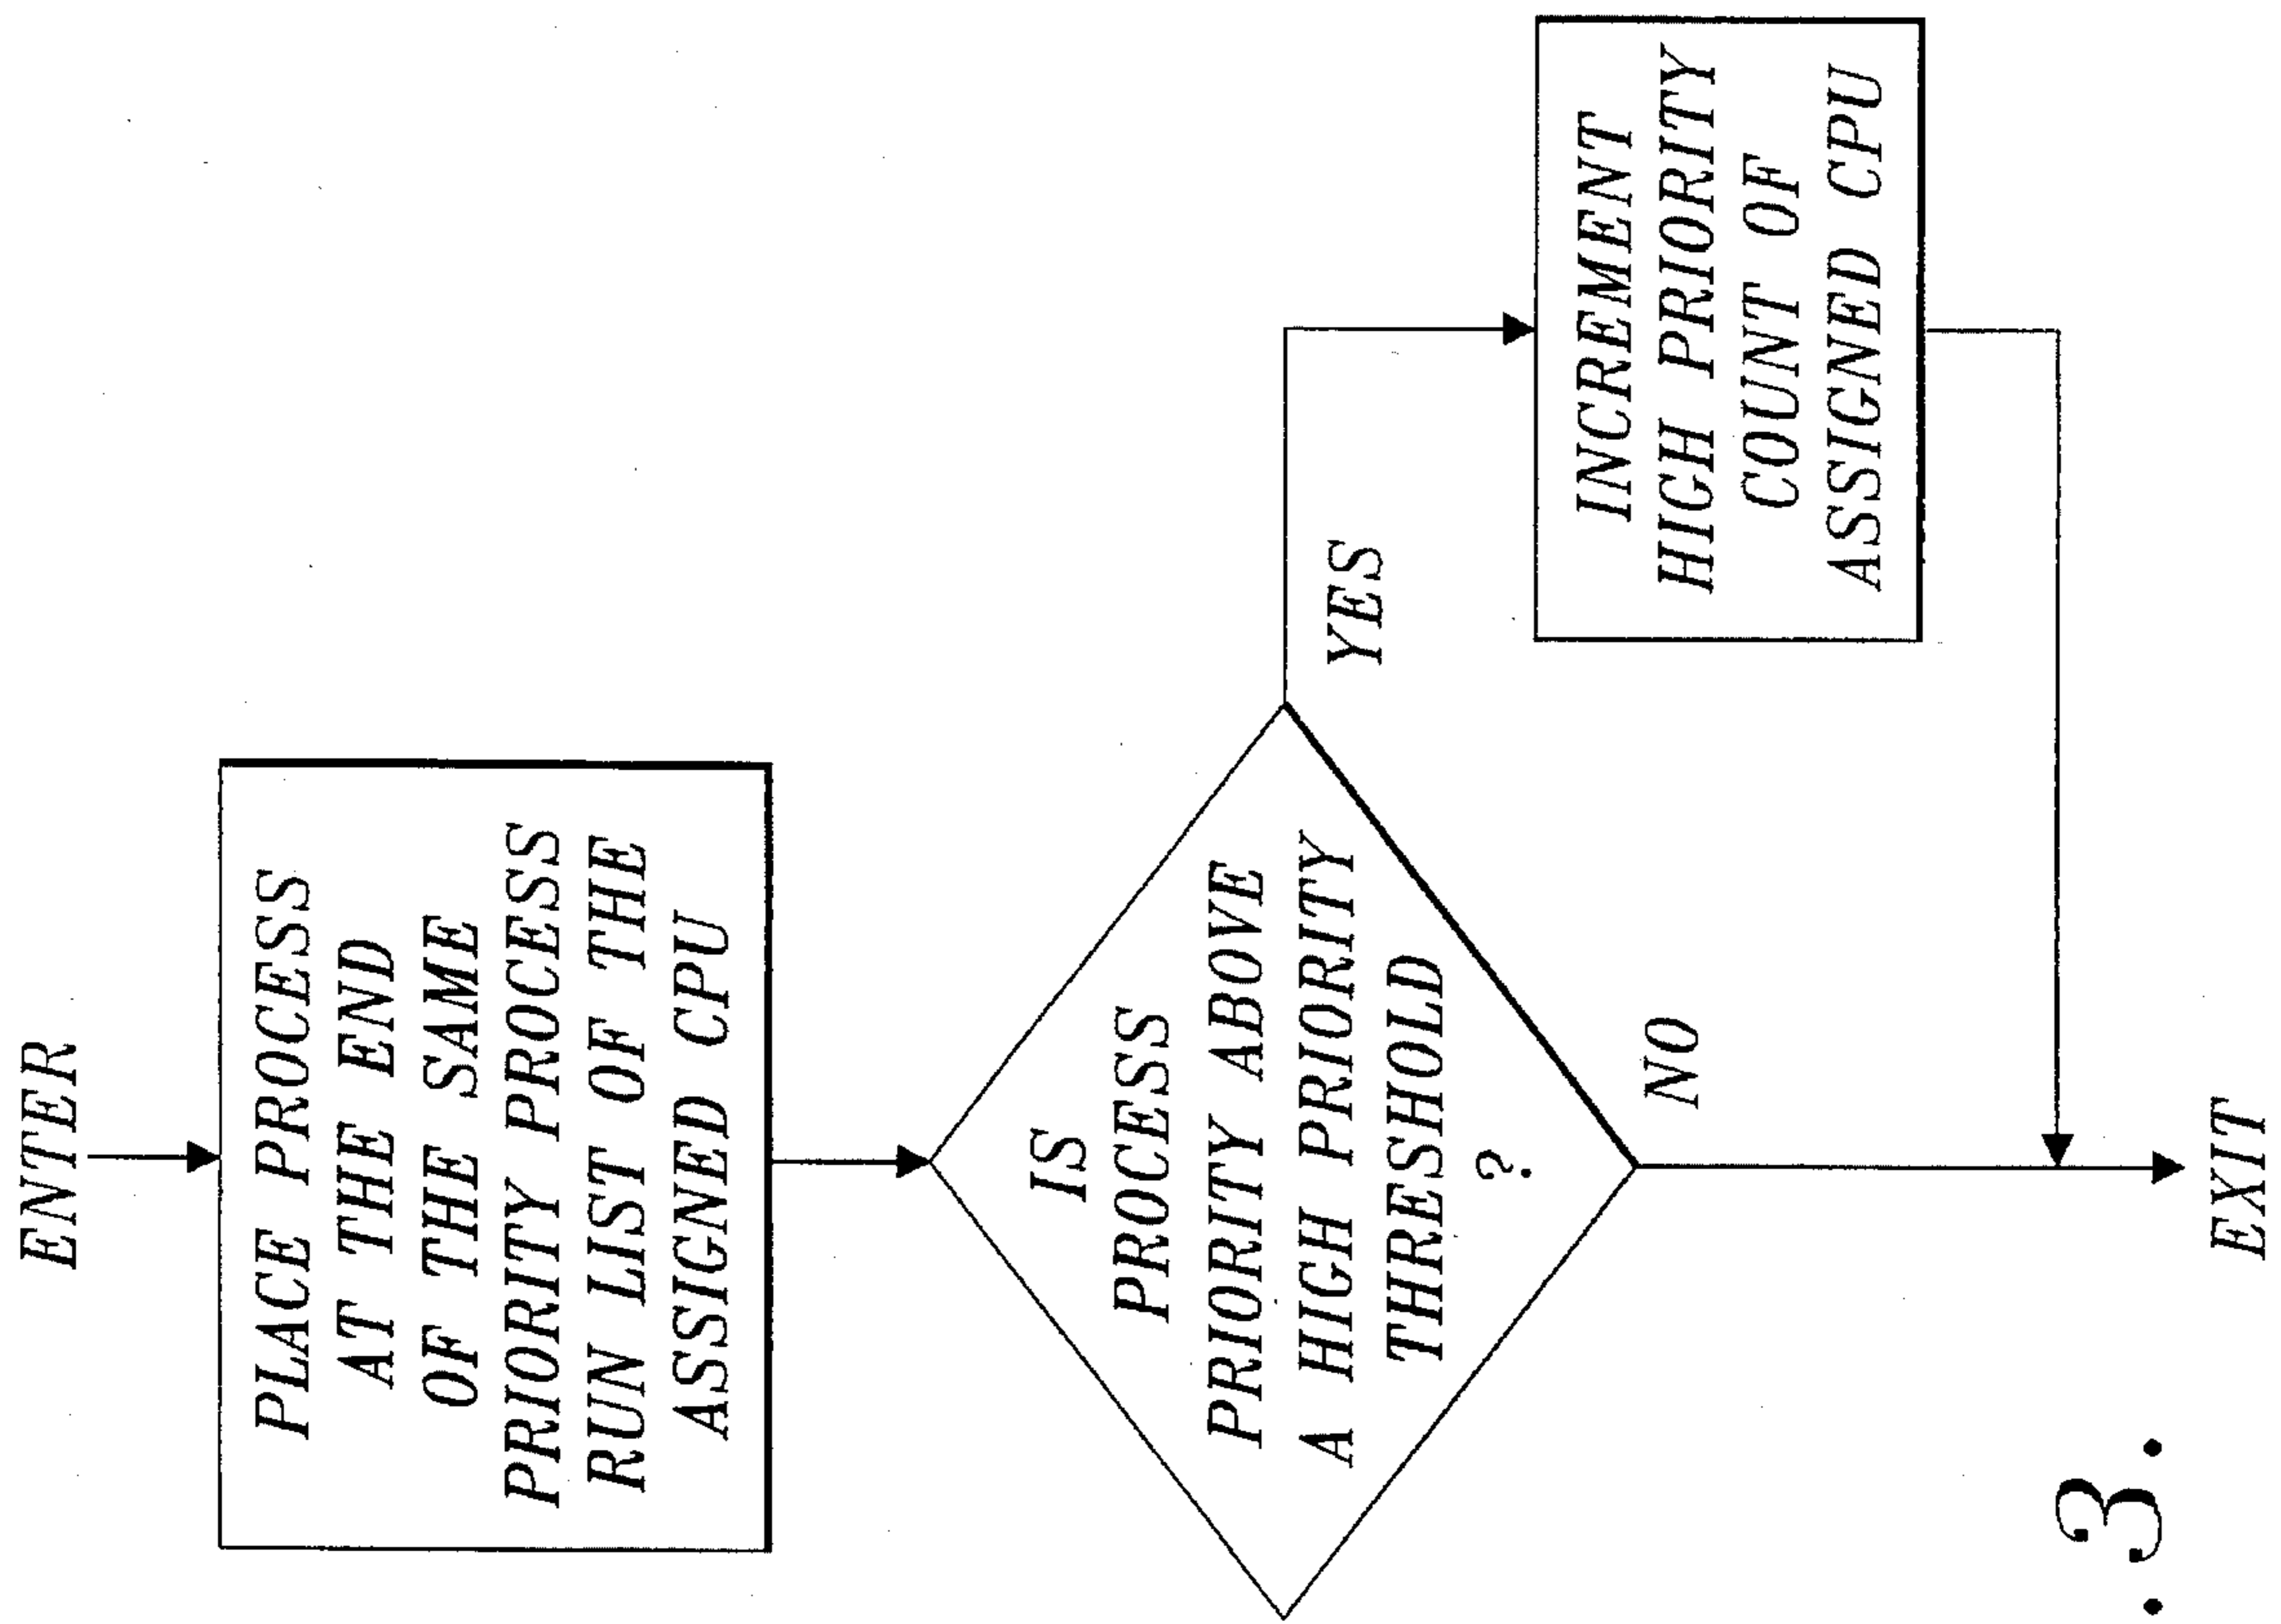 ENTER
PLACE PROCESS
AT THE END
OF THE SAME
PRIORITY PROCESS
RUN LIST OF THE
ASSIGNED CPU
IS
PROCESS
PRIORITY ABOVE
A HIGH PRIORITY
THRESHOLD
?
YES
INCREMENT
HIGH PRIORITY
COUNT OF
ASSIGNED CPU
NO
EXIT
.3.